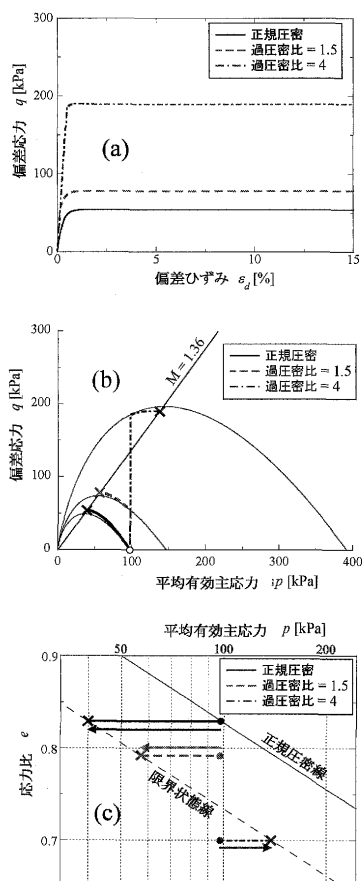 300
200
100
0
偏差応力 q [kPa]
正規圧密
過圧密比 = 1.5
過圧密比 = 4
(a)
0
5
10
15
偏差ひずみ εd [%]
300
200
100
0
偏差応力 q [kPa]
(b)
M = 1.36
正規圧密
過圧密比 = 1.5
過圧密比 = 4
0
100
200
300
400
平均有効主応力 p [kPa]
平均有効主応力 p [kPa]
50
100
200
0.9
0.8
0.7
応力比 e
正規圧密
過圧密比 = 1.5
過圧密比 = 4
正規圧密線
限界状態線
(c)